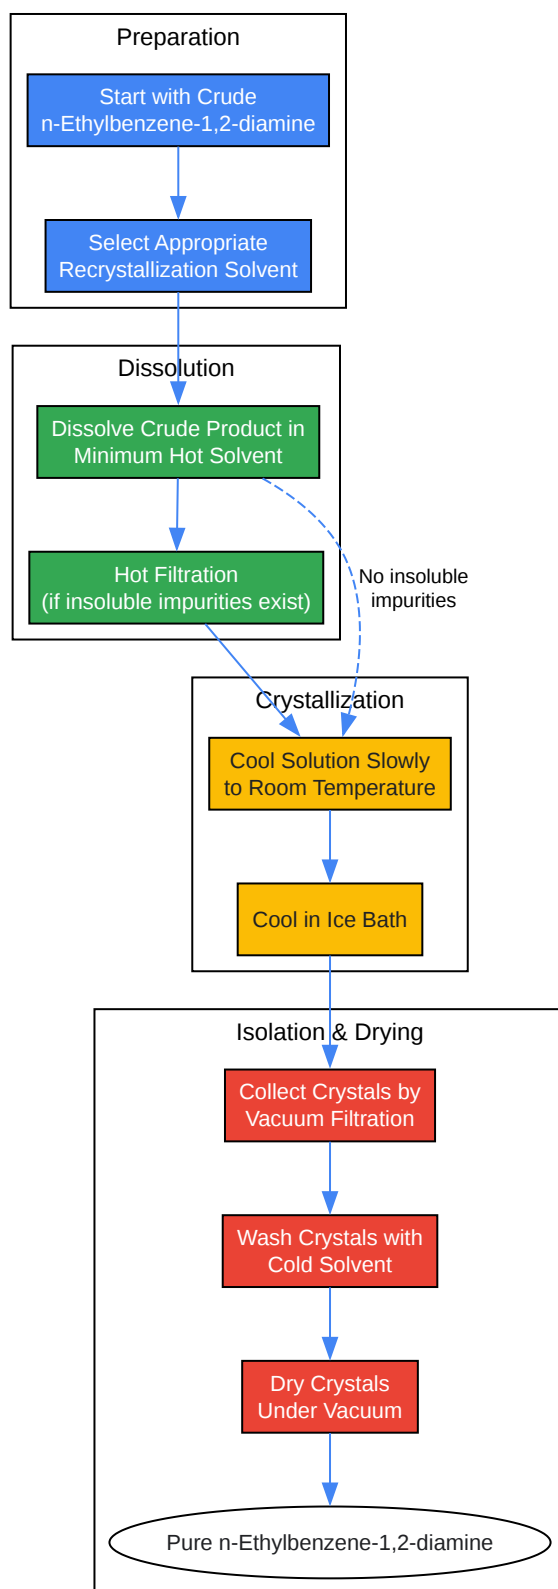 Preparation
Start with Crude
n-Ethylbenzene-1,2-diamine
Select Appropriate
Recrystallization Solvent
Dissolution
Dissolve Crude Product in
Minimum Hot Solvent
Hot Filtration
(if insoluble impurities exist)
No insoluble
impurities
Crystallization
Cool Solution Slowly
to Room Temperature
Cool in Ice Bath
Isolation & Drying
Collect Crystals by
Vacuum Filtration
Wash Crystals with
Cold Solvent
Dry Crystals
Under Vacuum
Pure n-Ethylbenzene-1,2-diamine